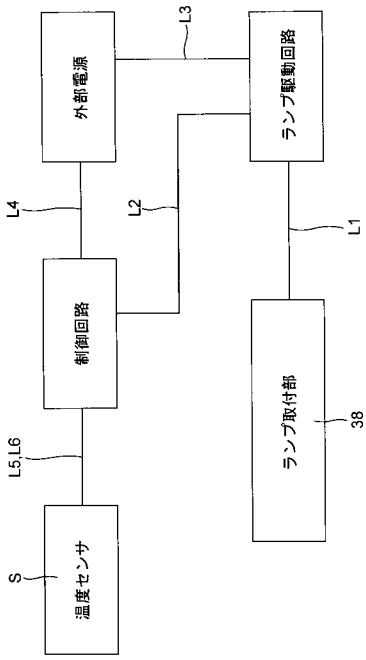 S
温度センサ
L5,L6
制御回路
L4
外部電源
L2
L3
38
ランプ取付部
L1
ランプ駆動回路